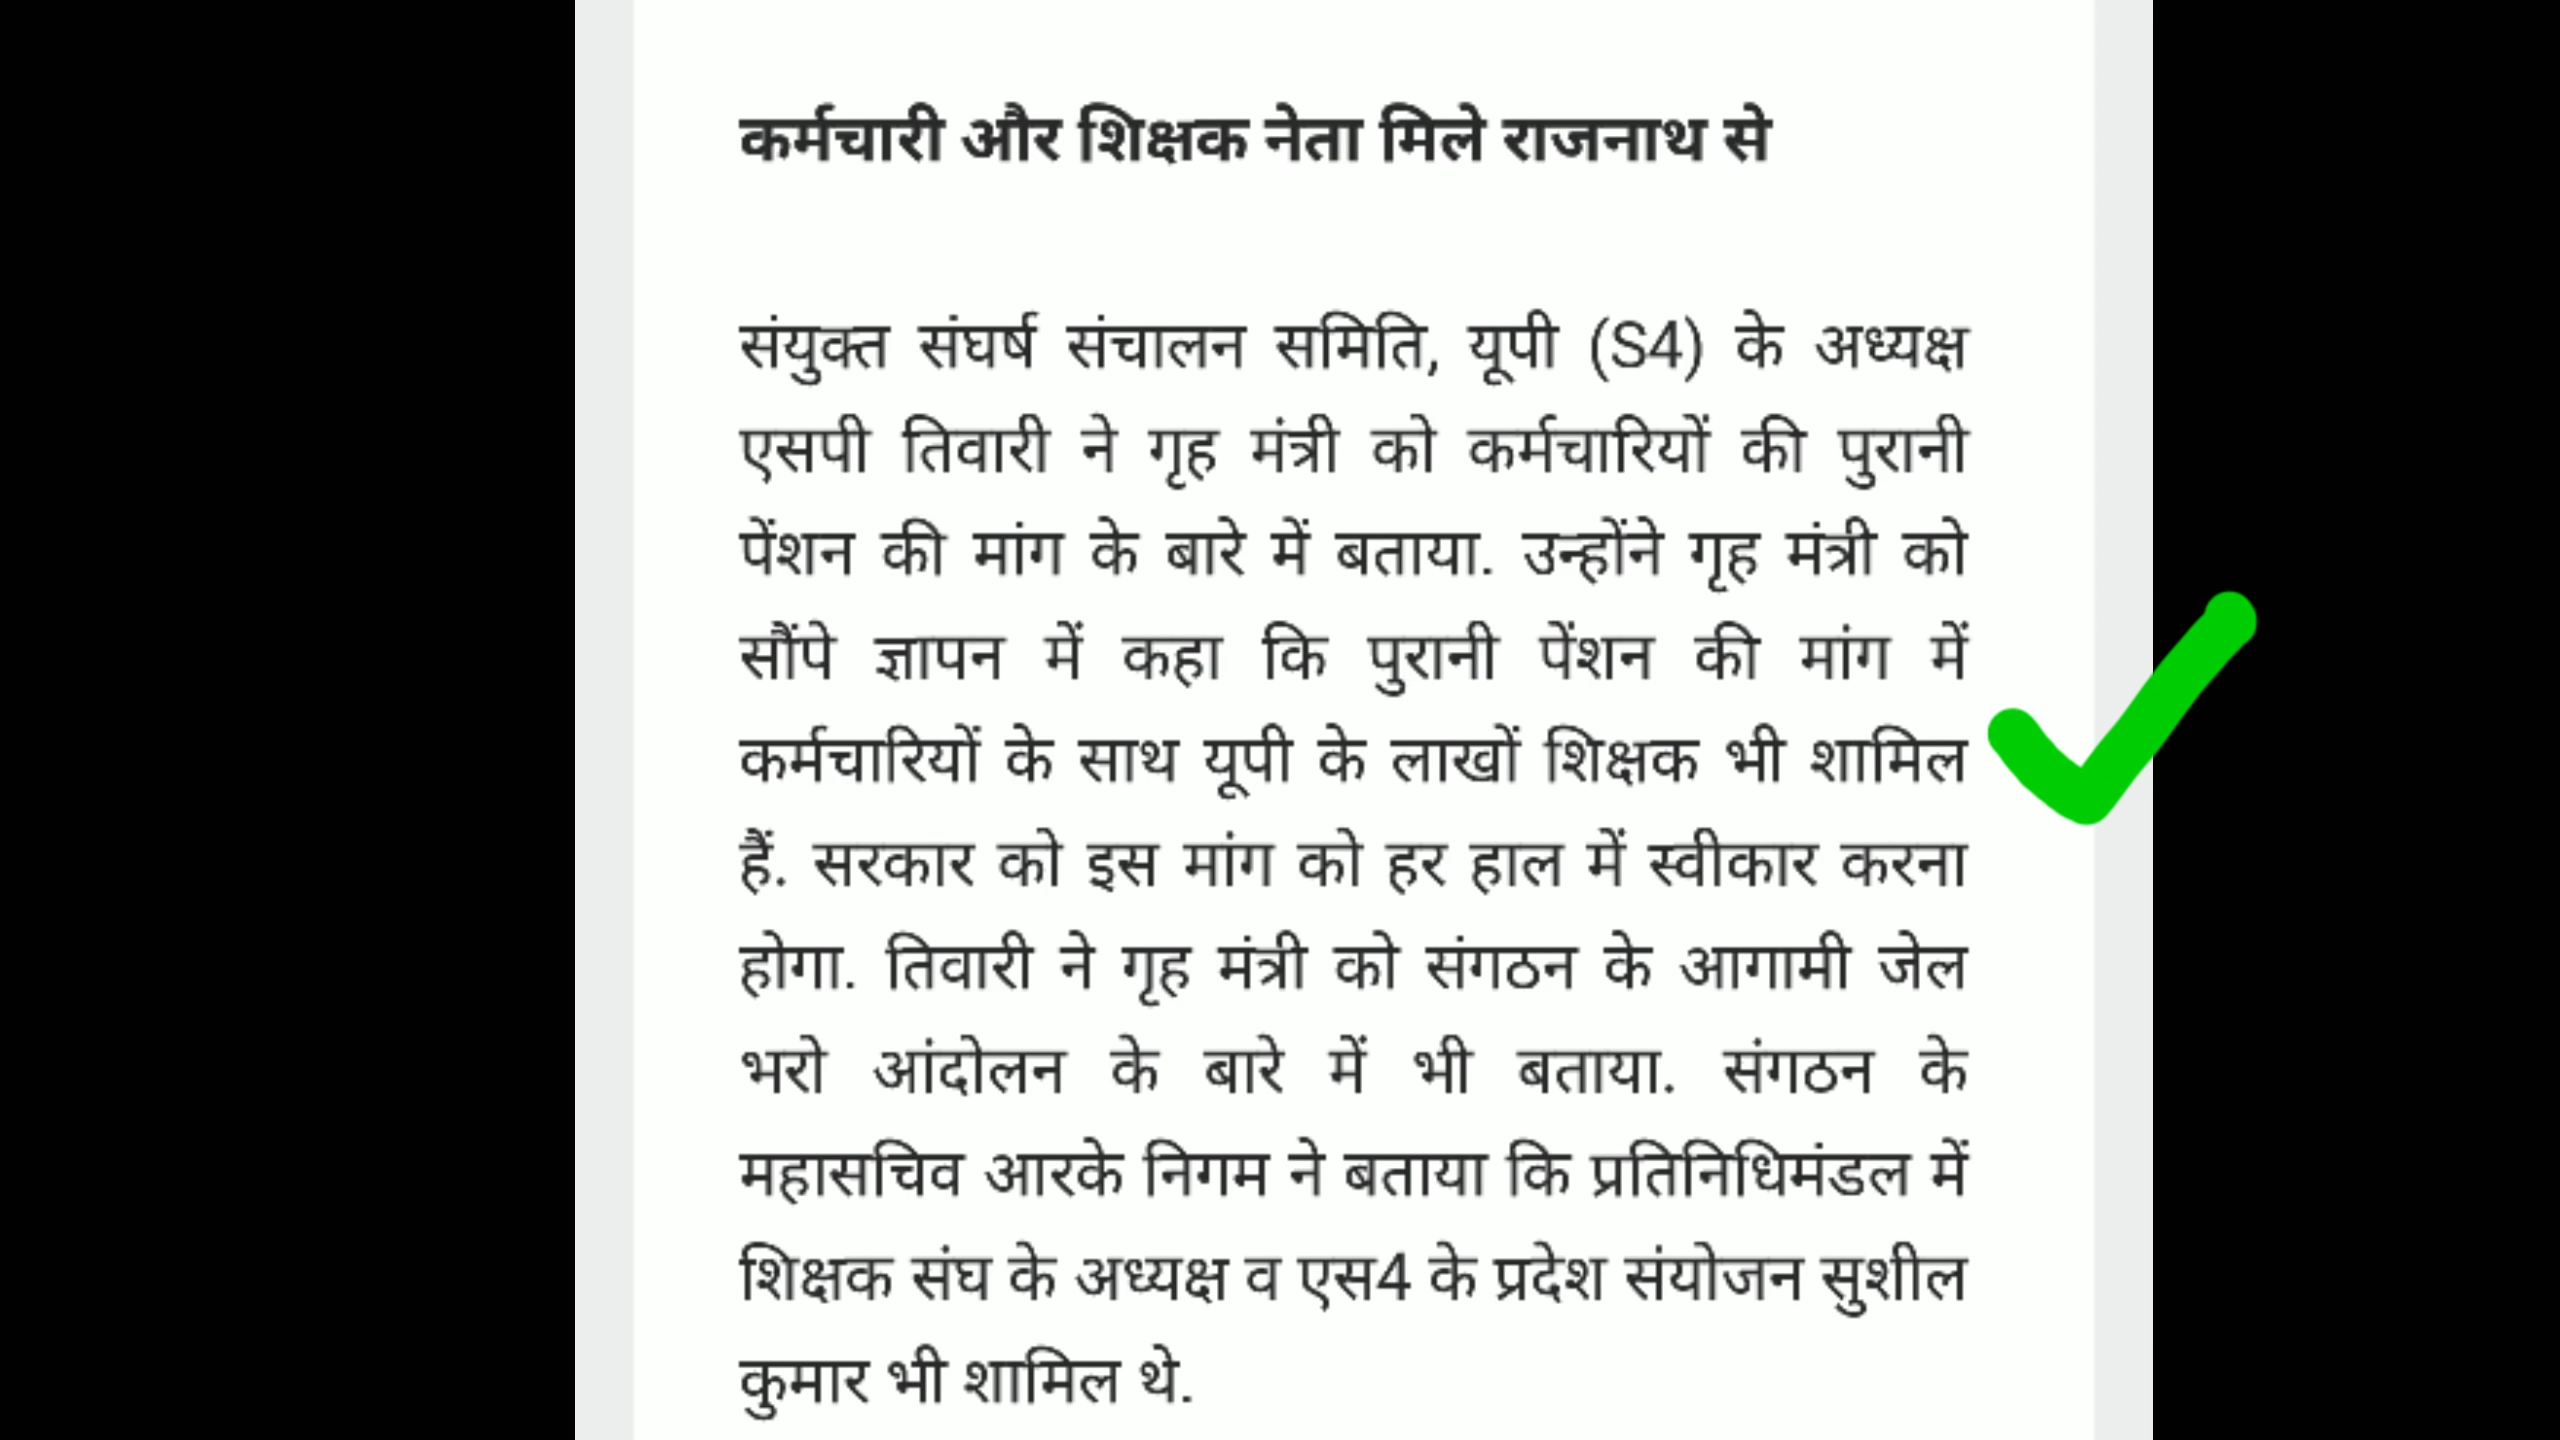 कर्मचारी और शिक्षक नेता मिले राजनाथ से
संयुक्त संघर्ष संचालन समिति, यूपी (S4) के अध्यक्ष
एसपी तिवारी ने गृह मंत्री को कर्मचारियों की पुरानी
पेंशन की मांग के बारे में बताया. उन्होंने गृह मंत्री को
सौंपे ज्ञापन में कहा कि पुरानी पेंशन की मांग में
कर्मचारियों के साथ यूपी के लाखों शिक्षक भी शामिल
हैं. सरकार को इस मांग को हर हाल में स्वीकार करना
होगा. तिवारी ने गृह मंत्री को संगठन के आगामी जेल
भरो आंदोलन के बारे में भी बताया. संगठन के
महासचिव आरके निगम ने बताया कि प्रतिनिधिमंडल में
शिक्षक संघ के अध्यक्ष व एस4 के प्रदेश संयोजन सुशील
कुमार भी शामिल थे.